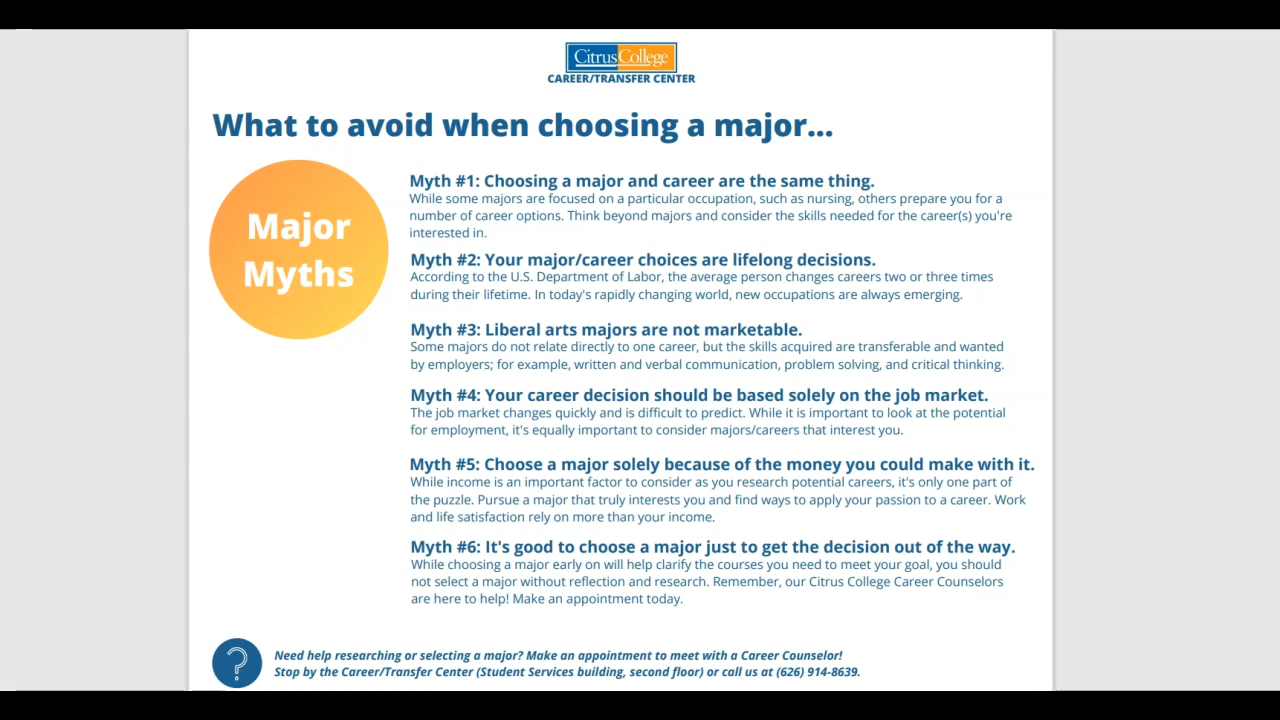 Citrus College
CAREER/TRANSFER CENTER
What to avoid when choosing a major...
Major
Myths
Myth #1: Choosing a major and career are the same thing.
While some majors are focused on a particular occupation, such as nursing, others prepare you for a
number of career options. Think beyond majors and consider the skills needed for the career(s) you're
interested in.
Myth #2: Your major/career choices are lifelong decisions.
According to the U.S. Department of Labor, the average person changes careers two or three times
during their lifetime. In today's rapidly changing world, new occupations are always emerging.
Myth #3: Liberal arts majors are not marketable.
Some majors do not relate directly to one career, but the skills acquired are transferable and wanted
by employers; for example, written and verbal communication, problem solving, and critical thinking.
Myth #4: Your career decision should be based solely on the job market.
The job market changes quickly and is difficult to predict. While it is important to look at the potential
for employment, it's equally important to consider majors/careers that interest you.
Myth #5: Choose a major solely because of the money you could make with it.
While income is an important factor to consider as you research potential careers, it's only one part of
the puzzle. Pursue a major that truly interests you and find ways to apply your passion to a career. Work
and life satisfaction rely on more than your income.
Myth #6: It's good to choose a major just to get the decision out of the way.
While choosing a major early on will help clarify the courses you need to meet your goal, you should
not select a major without reflection and research. Remember, our Citrus College Career Counselors
are here to help! Make an appointment today.
?
Need help researching or selecting a major? Make an appointment to meet with a Career Counselor!
Stop by the Career/Transfer Center (Student Services building, second floor) or call us at (626) 914-8639.